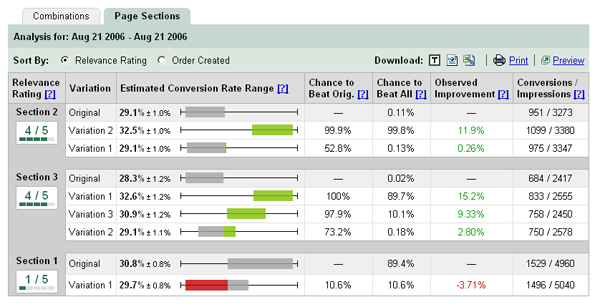 Combinations Page Sections
Analysis for: Aug 21 2006 - Aug 21 2006
Sort By: Relevance Rating Order Created Download: T Print Preview
Relevance Rating [?] Variation Estimated Conversion Rate Range [?] Chance to Beat Orig. [?] Chance to Beat All [?] Observed Improvement [?] Conversions / Impressions [?]
Section 2
4 / 5
Original 29.1% ± 1.0% — 0.11% — 951 / 3273
Variation 2 32.5% ± 1.0% 99.9% 99.8% 11.9% 1099 / 3380
Variation 1 29.1% ± 1.0% 52.8% 0.13% 0.26% 975 / 3347
Section 3
4 / 5
Original 28.3% ± 1.2% — 0.02% — 684 / 2417
Variation 1 32.6% ± 1.2% 100% 89.7% 15.2% 833 / 2555
Variation 3 30.9% ± 1.2% 97.9% 10.1% 9.33% 758 / 2450
Variation 2 29.1% ± 1.1% 73.2% 0.18% 2.80% 750 / 2578
Section 1
1 / 5
Original 30.8% ± 0.8% — 89.4% — 1529 / 4960
Variation 1 29.7% ± 0.8% 10.6% 10.6% -3.71% 1496 / 5040